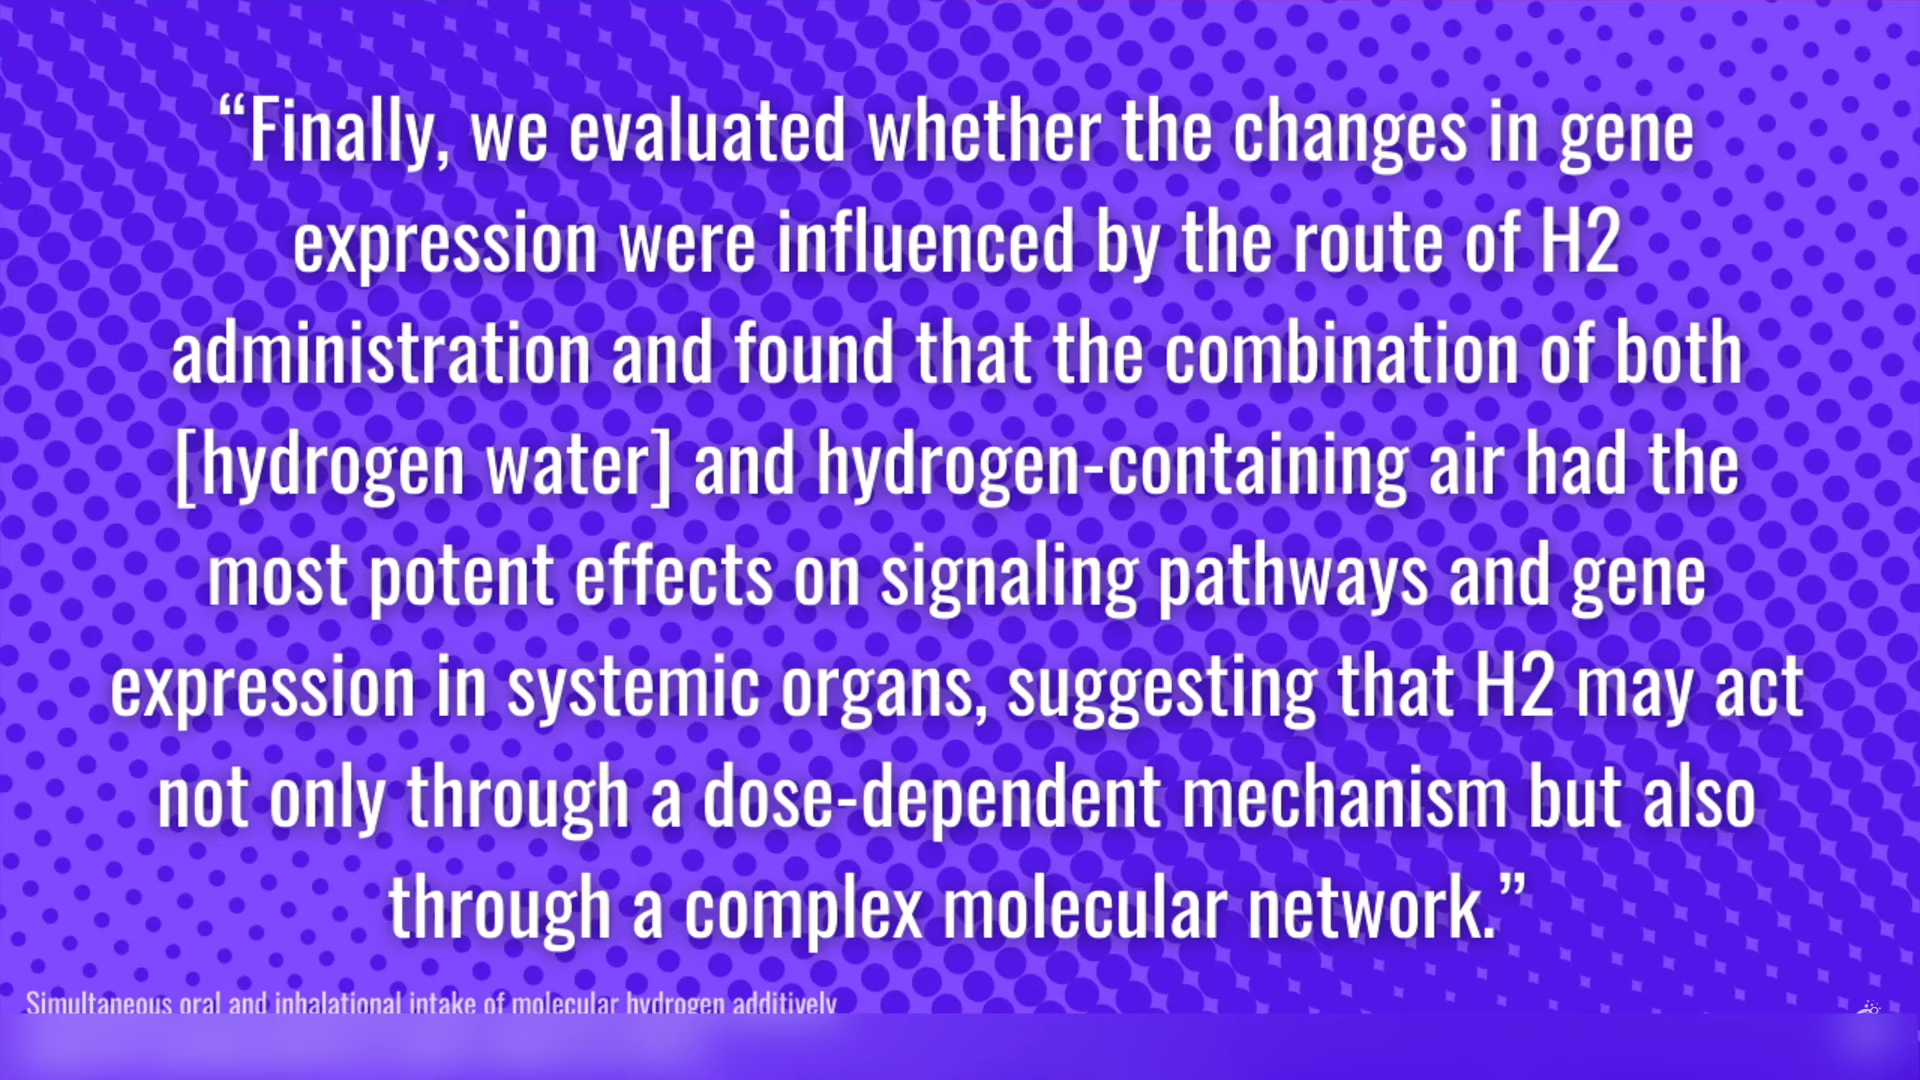 “Finally, we evaluated whether the changes in gene
expression were influenced by the route of H2
administration and found that the combination of both
[hydrogen water] and hydrogen-containing air had the
most potent effects on signaling pathways and gene
expression in systemic organs, suggesting that H2 may act
not only through a dose-dependent mechanism but also
through a complex molecular network.”
Simultaneous oral and inhalational intake of molecular hydrogen additively